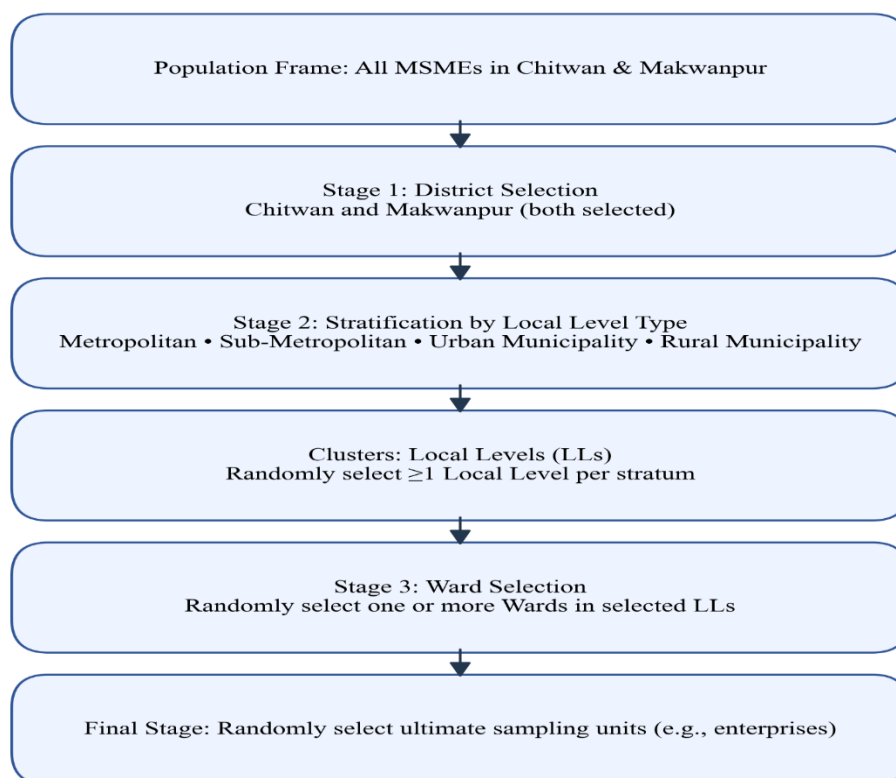 Population Frame: All MSMEs in Chitwan & Makwanpur
Stage 1: District Selection
Chitwan and Makwanpur (both selected)
Stage 2: Stratification by Local Level Type
Metropolitan • Sub-Metropolitan • Urban Municipality • Rural Municipality
Clusters: Local Levels (LLs)
Randomly select ≥1 Local Level per stratum
Stage 3: Ward Selection
Randomly select one or more Wards in selected LLs
Final Stage: Randomly select ultimate sampling units (e.g., enterprises)